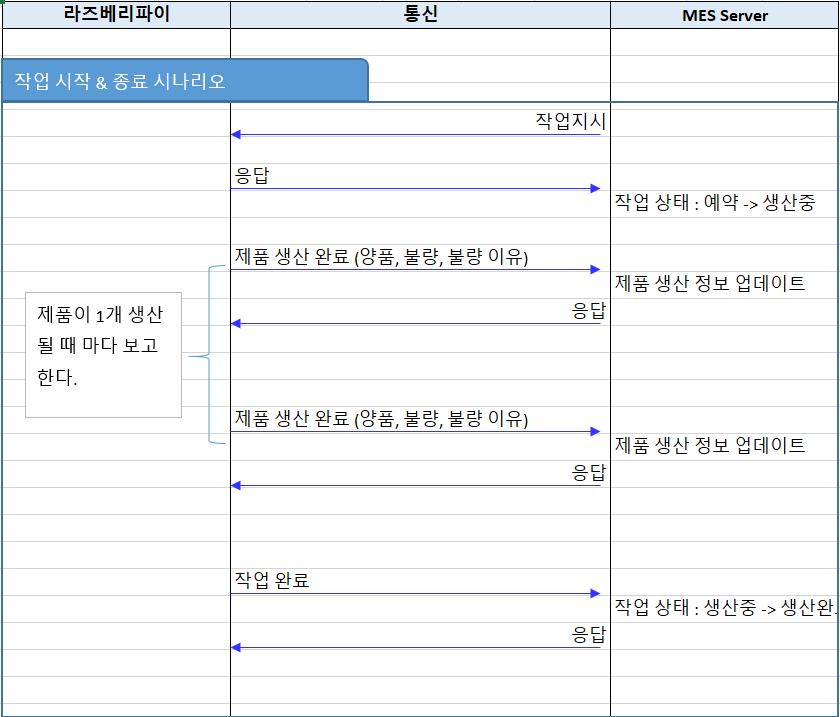 라즈베리파이 통신 MES Server
작업 시작 & 종료 시나리오
작업지시
응답
작업 상태 : 예약 -> 생산중
제품 생산 완료 (양품, 불량, 불량 이유)
제품 생산 정보 업데이트
응답
제품이 1개 생산
될 때 마다 보고
한다.
제품 생산 완료 (양품, 불량, 불량 이유)
제품 생산 정보 업데이트
응답
작업 완료
작업 상태 : 생산중 -> 생산완.
응답